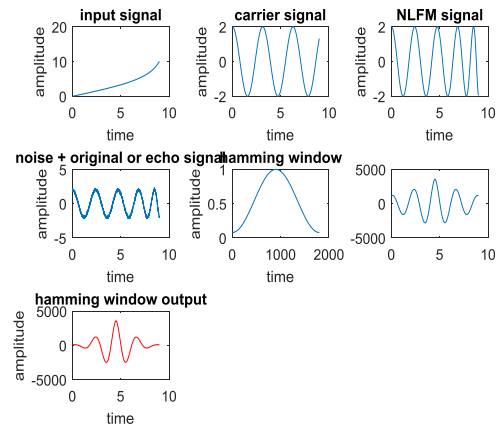 input signal
carrier signal
NLFM signal
amplitude
20
10
0
0
5
10
time
amplitude
2
0
-2
0
5
10
time
amplitude
2
0
-2
0
5
10
time
noise + original or echo signal
hamming window
amplitude
5
0
-5
0
5
10
time
amplitude
1
0.5
0
0
1000
2000
time
amplitude
5000
0
-5000
0
5
10
time
hamming window output
amplitude
5000
0
-5000
0
5
10
time